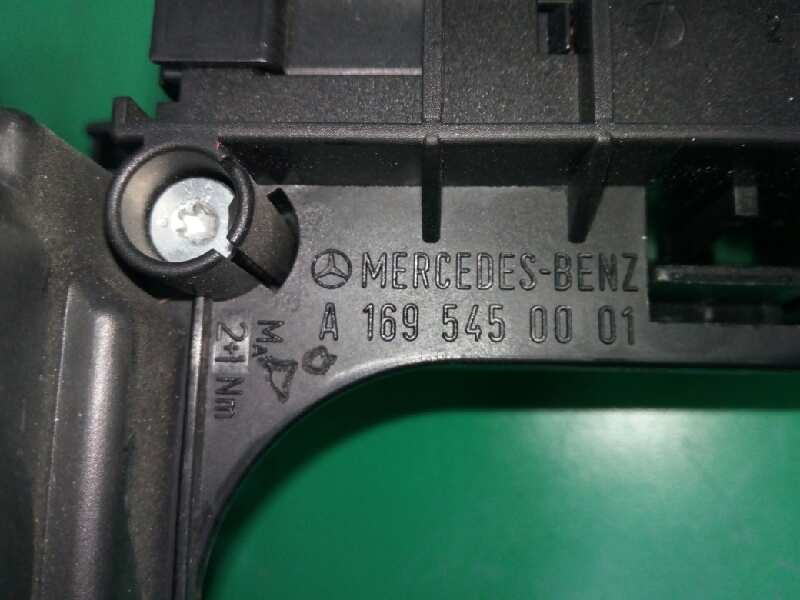 MERCEDES-BENZ
A 169 545 00 01
MA
2+1 Nm